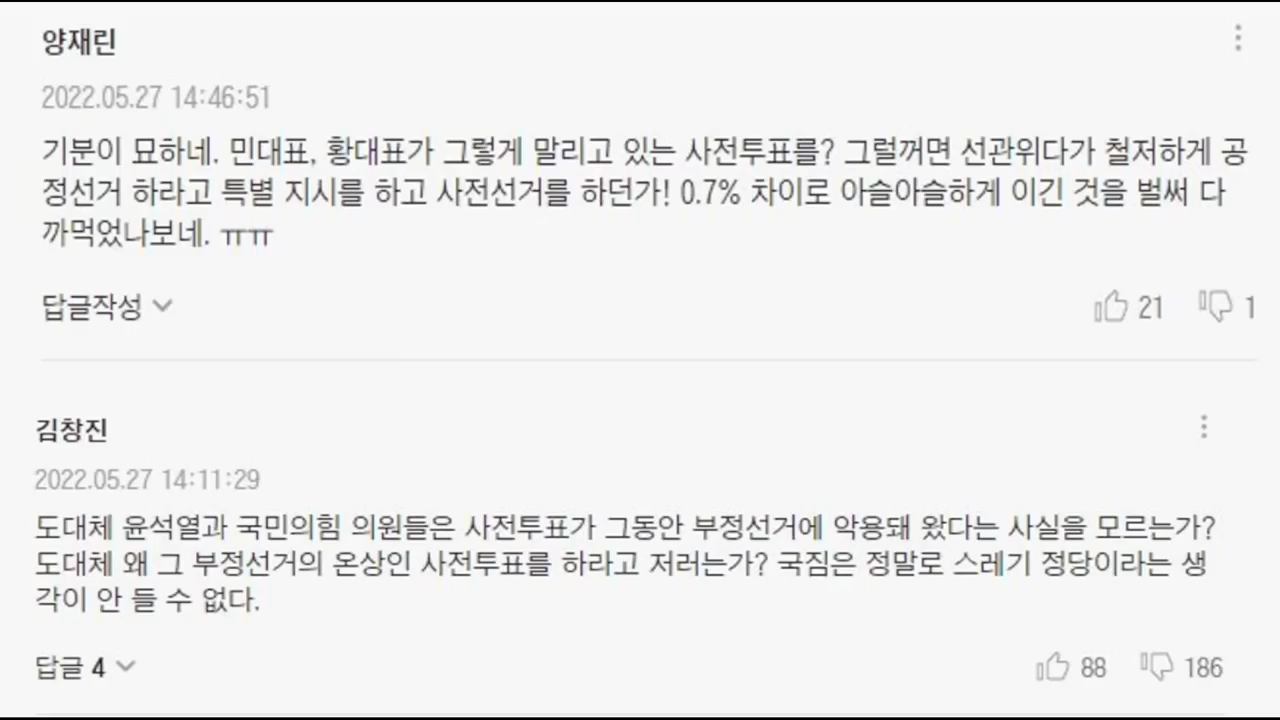 양재린
2022.05.27 14:46:51
기분이 묘하네. 민대표, 황대표가 그렇게 말리고 있는 사전투표를? 그럴꺼면 선관위다가 철저하게 공
정선거 하라고 특별 지시를 하고 사전선거를 하던가! 0.7% 차이로 아슬아슬하게 이긴 것을 벌써 다
까먹었나보네. ㅠㅠ
답글작성
21 1
김창진
2022.05.27 14:11:29
도대체 윤석열과 국민의힘 의원들은 사전투표가 그동안 부정선거에 악용돼 왔다는 사실을 모르는가?
도대체 왜 그 부정선거의 온상인 사전투표를 하라고 저러는가? 국짐은 정말로 스레기 정당이라는 생
각이 안 들 수 없다.
답글 4
88 186